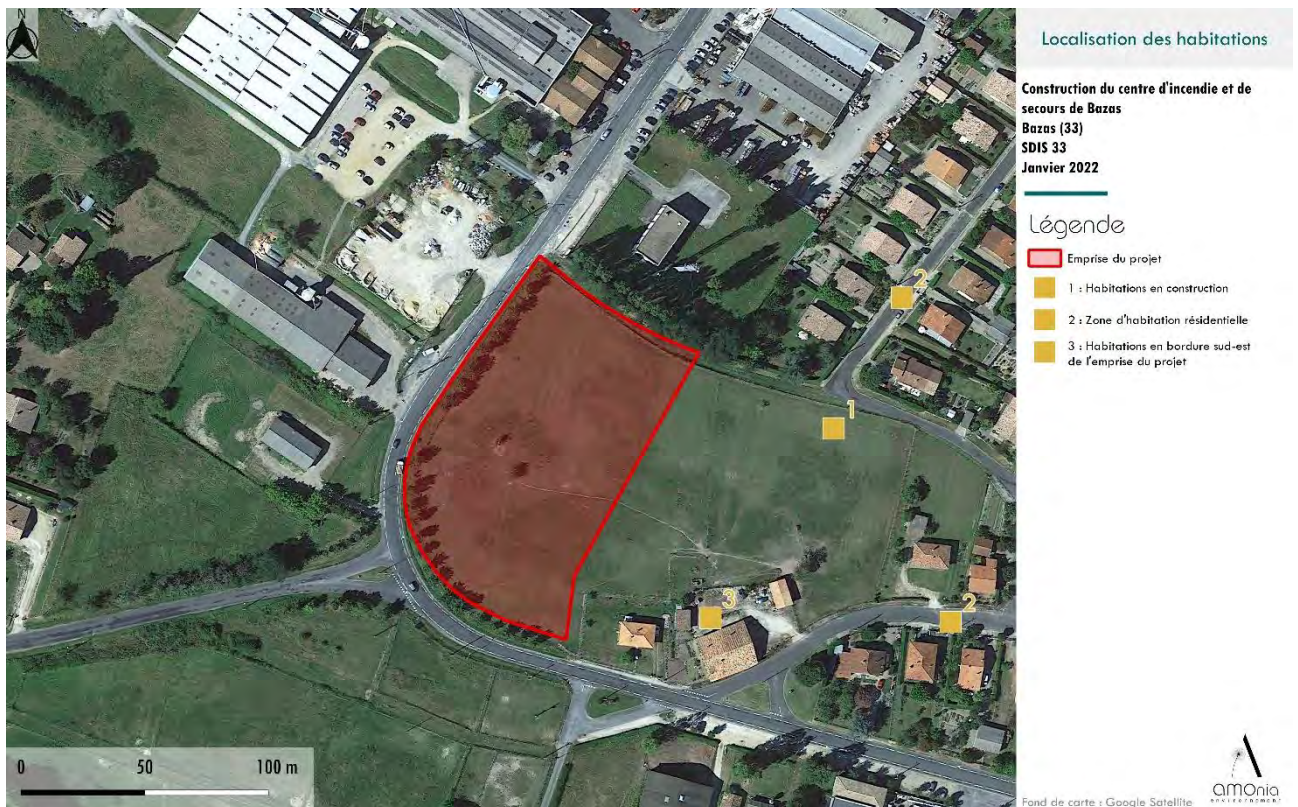 N
Localisation des habitations
Construction du centre d'incendie et de
secours de Bazas
Bazas (33)
SDIS 33
Janvier 2022
Légende
Emprise du projet
1 : Habitations en construction
2 : Zone d'habitation résidentielle
3 : Habitations en bordure sud-est
de l'emprise du projet
2
1
3
2
0 50 100 m
amonia
environnement
Fond de carte : Google Satellite